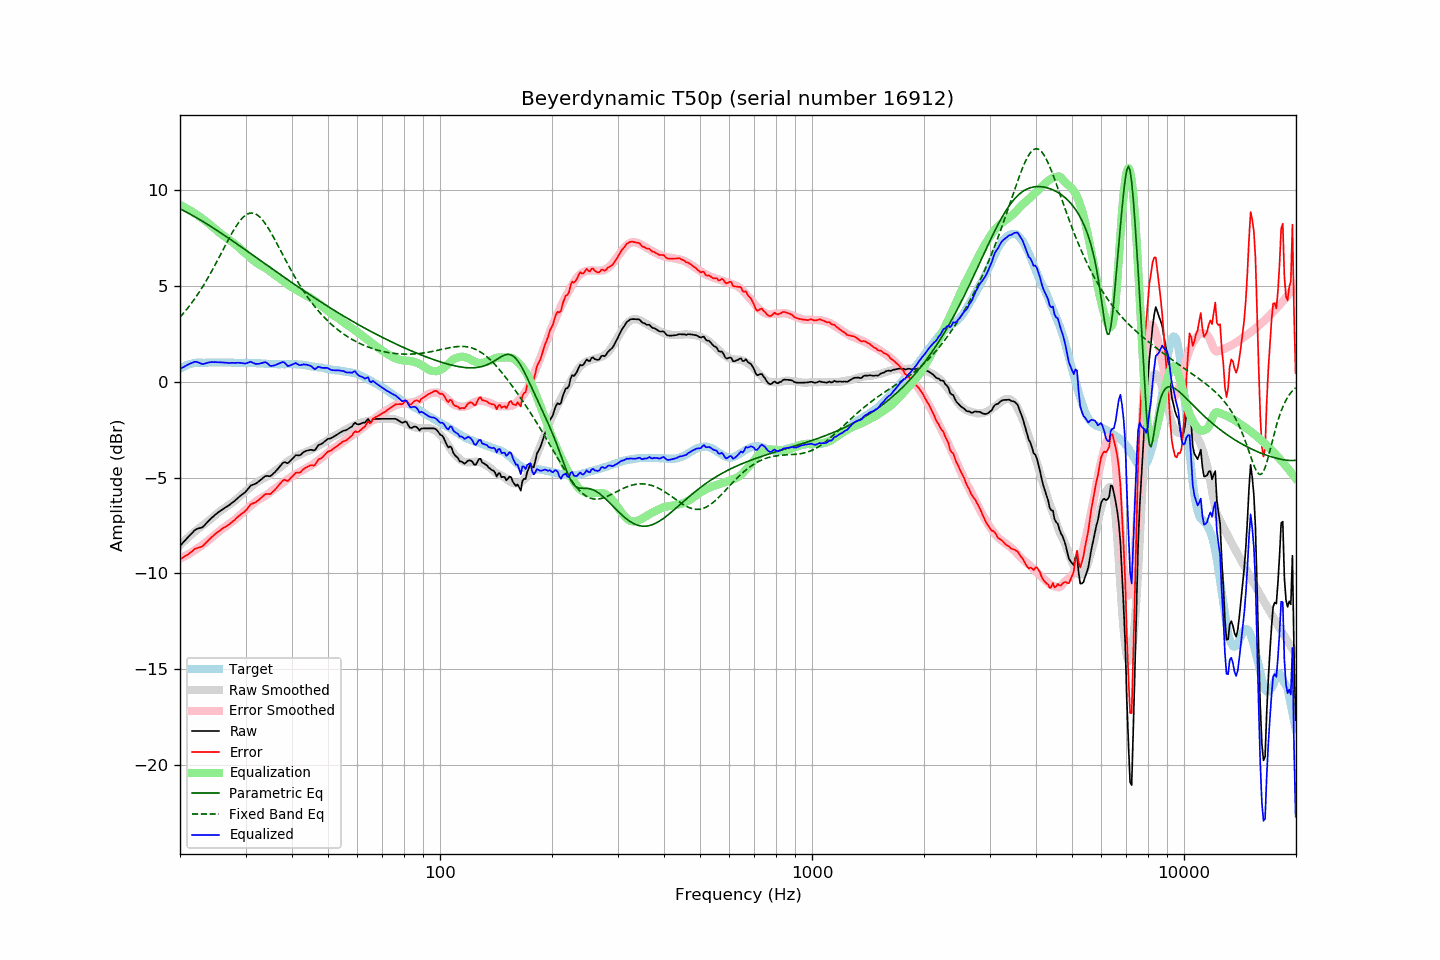 Beyerdynamic T50p (serial number 16912)
Amplitude (dBr)
10
5
0
−5
−10
−15
−20
Target
Raw Smoothed
Error Smoothed
Raw
Error
Equalization
Parametric Eq
Fixed Band Eq
Equalized
100
1000
10000
Frequency (Hz)